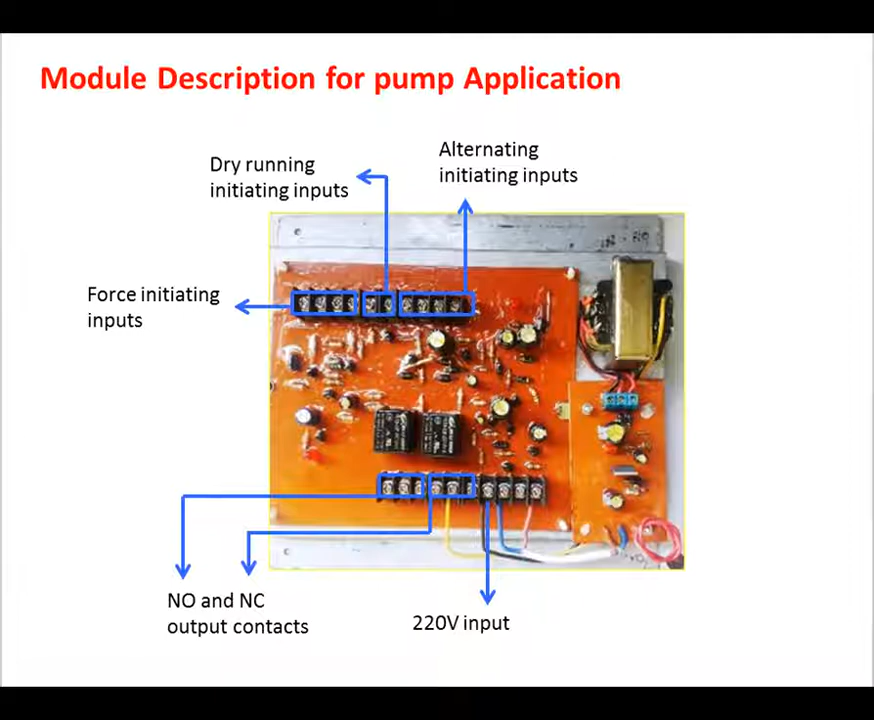 Module Description for pump Application
Alternating
initiating inputs
Dry running
initiating inputs
Force initiating
inputs
NO and NC
output contacts
220V input